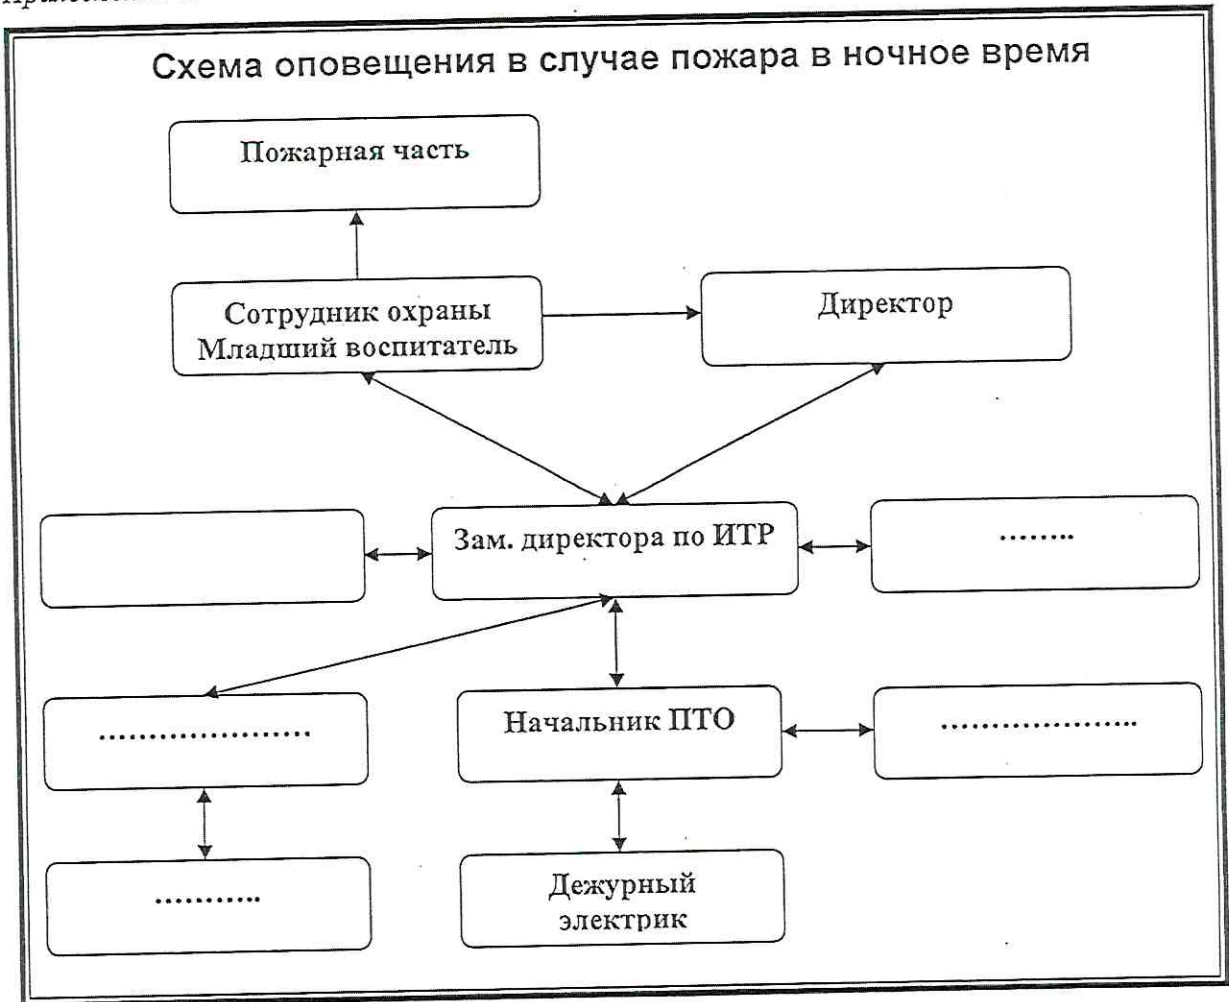 Схема оповещения в случае пожара в ночное время
Пожарная часть
Сотрудник охраны
Младший воспитатель
Директор
Зам. директора по ИТР
........
.....................
Начальник ПТО
....................
...........
Дежурный
электрик